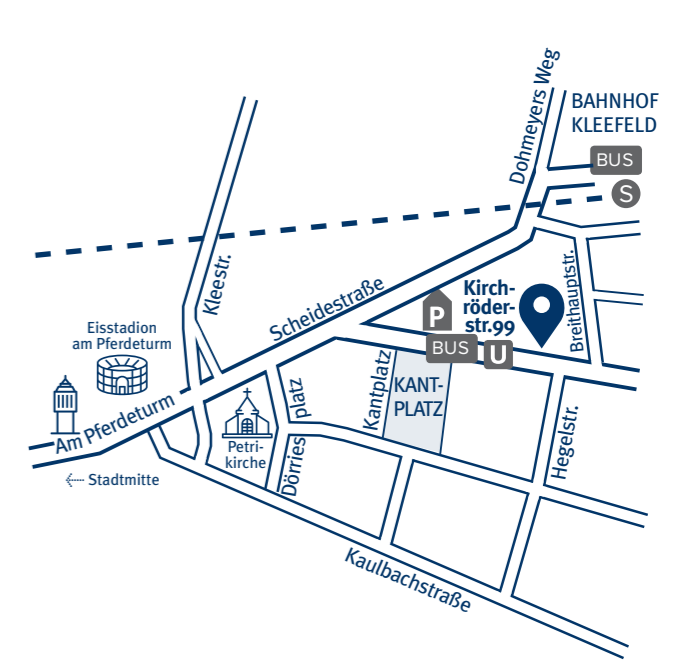 Dohmeyers Weg
BAHNHOF
KLEEFELD
BUS
S
Kleestr.
Scheidestraße
Breithauptstr.
Kirch-
röder-
str.99
P
BUS
U
Eisstadion
am Pferdeturm
Kantplatz
KANT-
PLATZ
Am Pferdeturm
Dörries
platz
Hegelstr.
Petri-
kirche
Stadtmitte
Kaulbachstraße